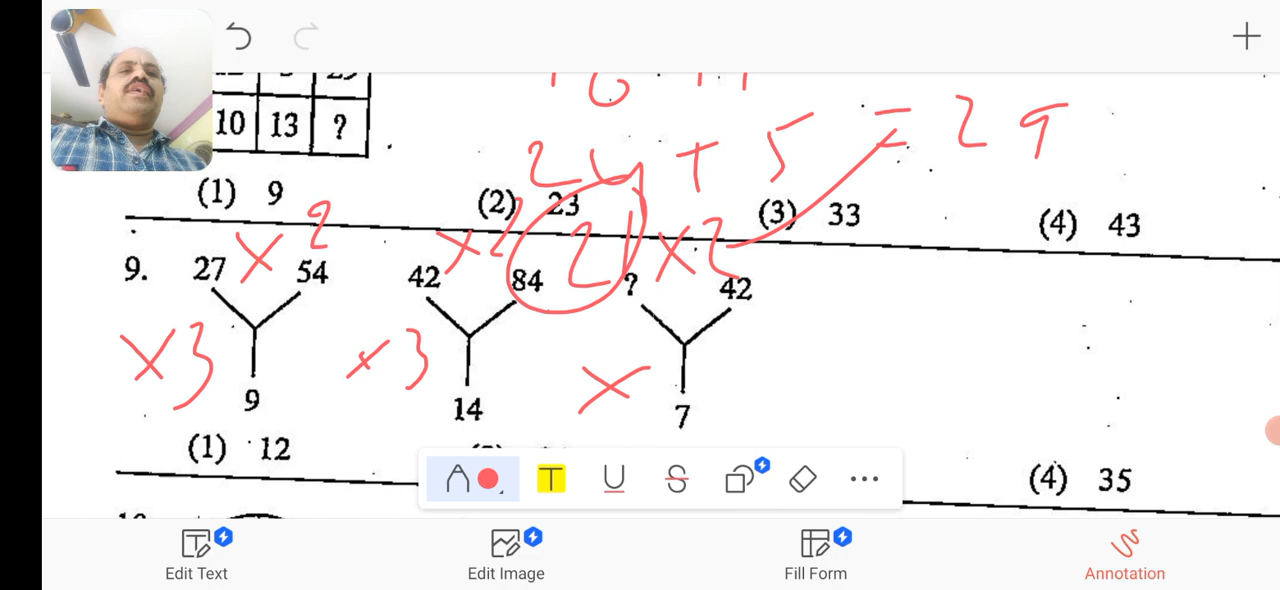 10 13 ?
24 + 5 = 29
(1) 9 (2) 23 (3) 33 (4) 43
×2 ×2 21 ×2
9. 27 54 42 84 ? 42
×3 ×3 ×
9 14 7
(1) 12 (4) 35
T U S
Edit Text Edit Image Fill Form Annotation